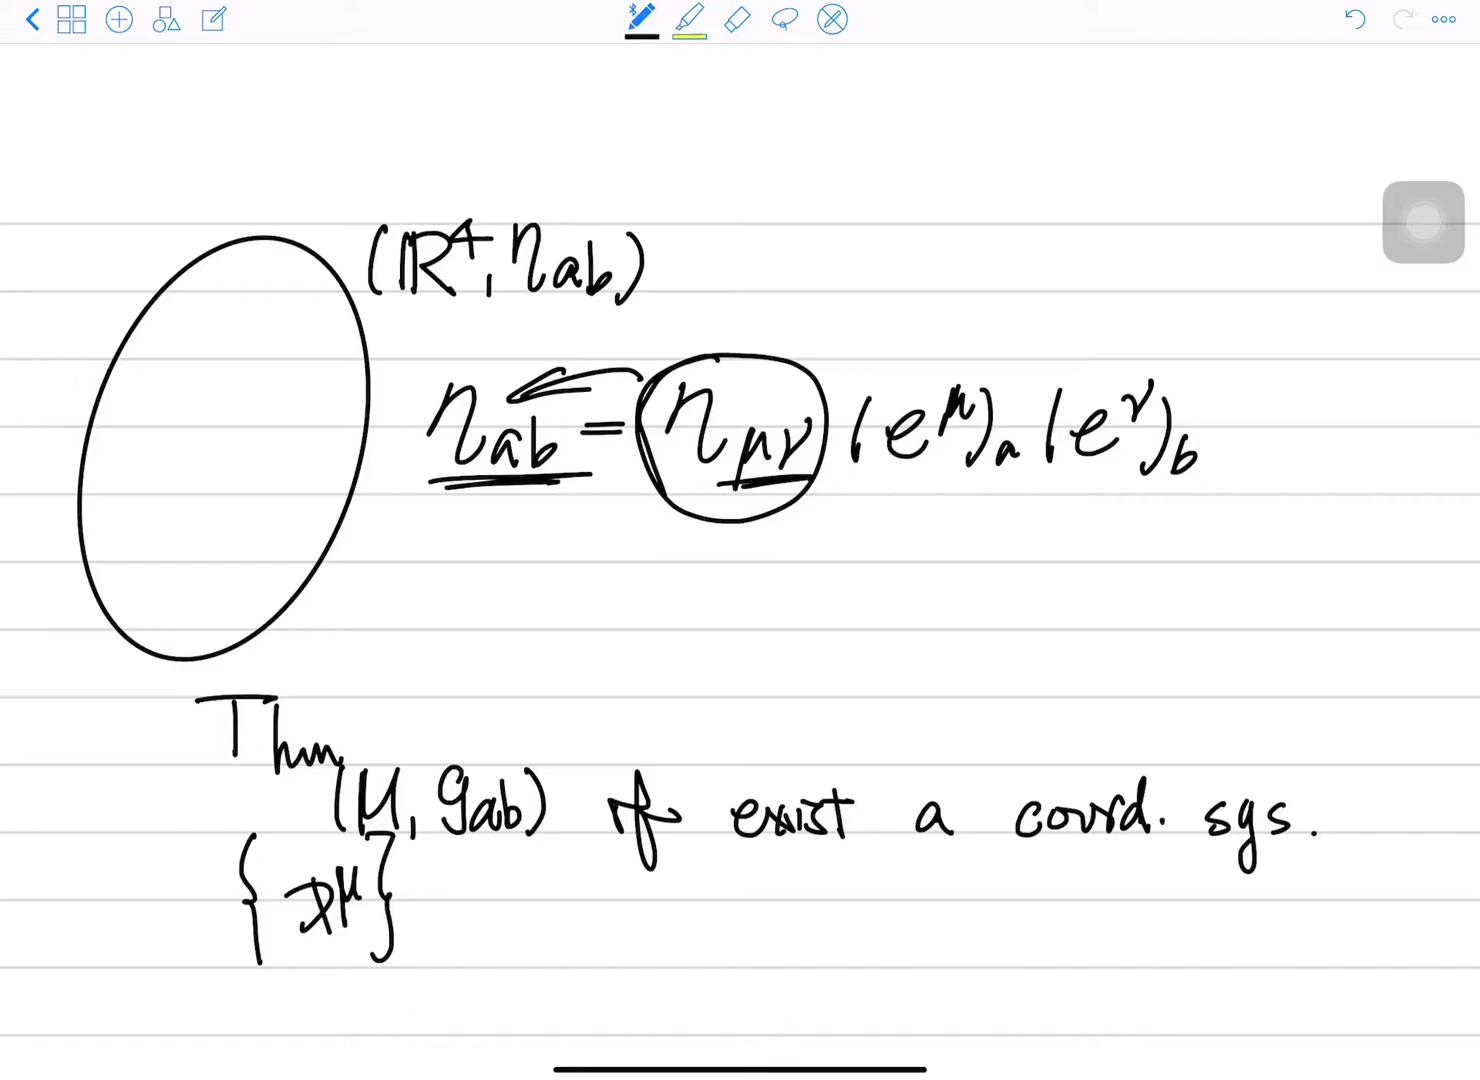 (ℝ⁴, ηab)
ηab = ημν (e^μ)a (e^ν)b
Thm
(M, gab) if exist a coord. sys.
{ x^μ }